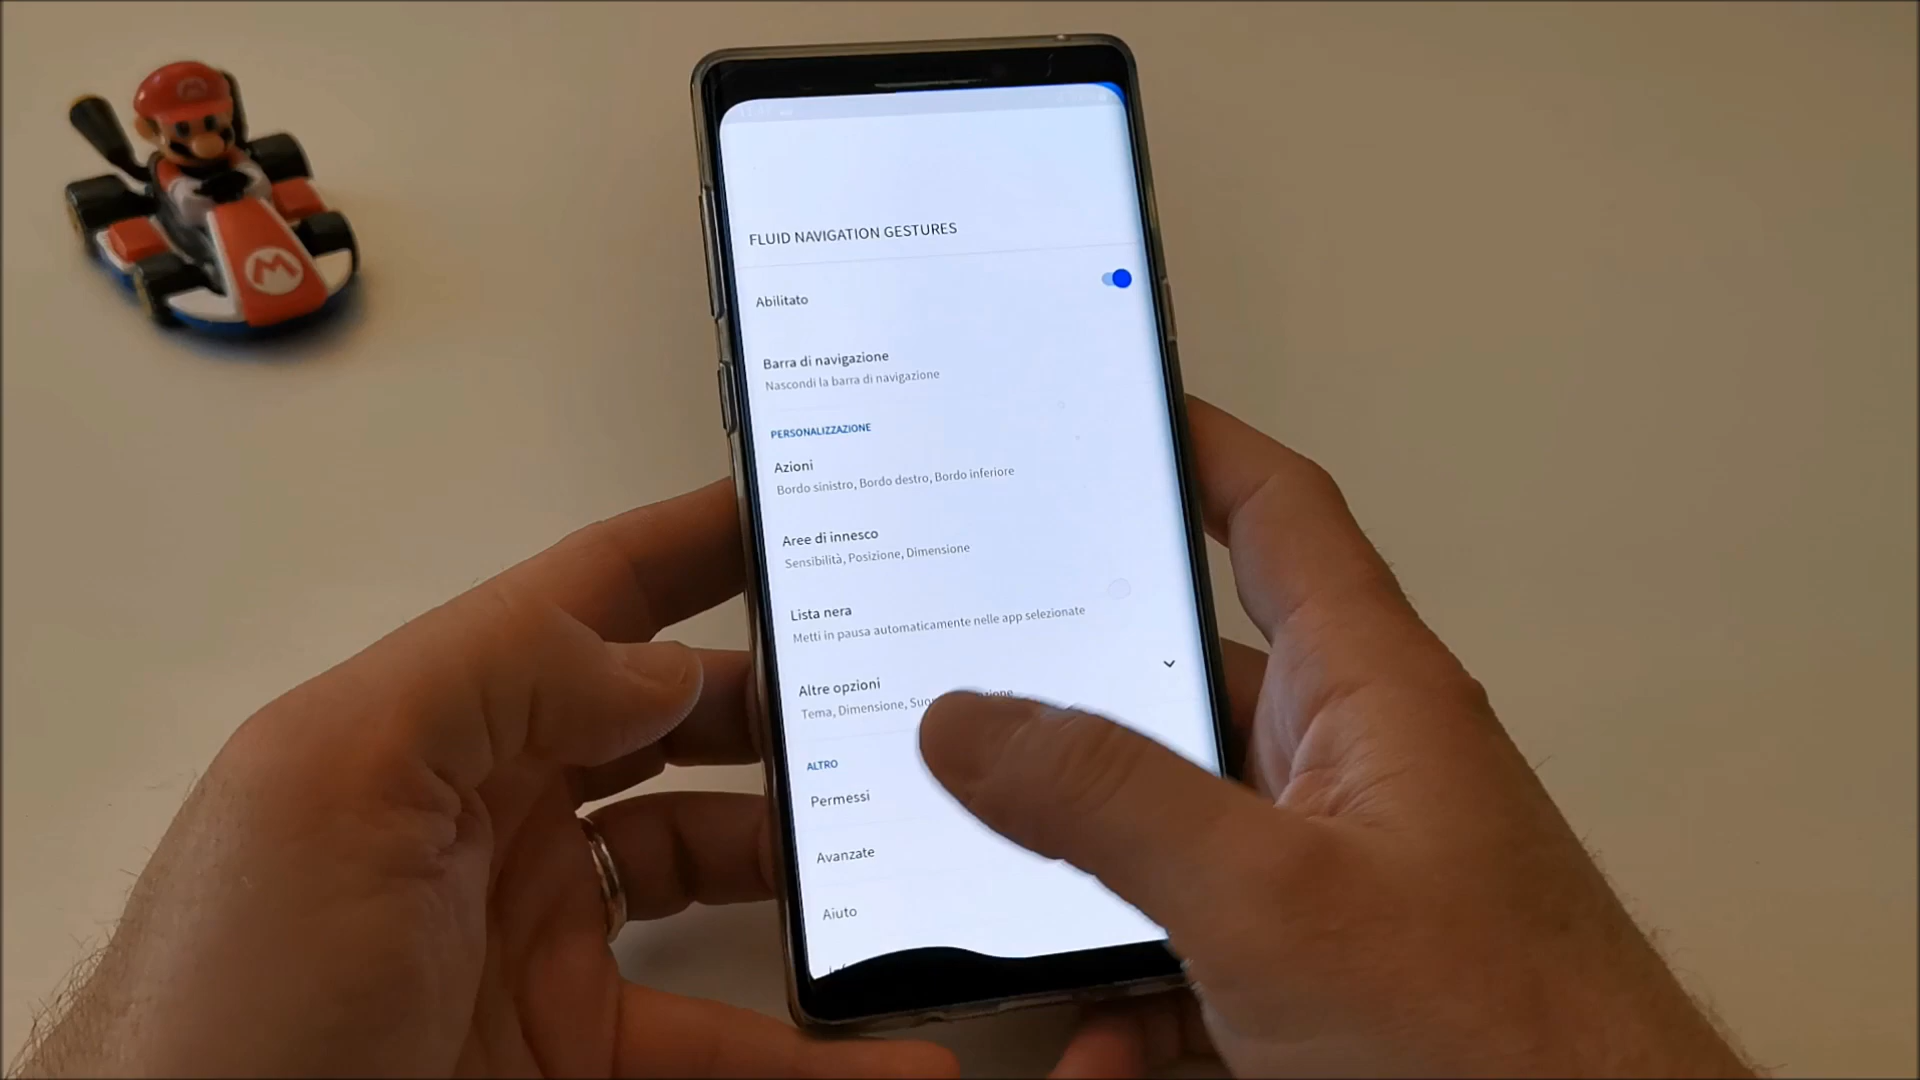 FLUID NAVIGATION GESTURES
Abilitato
Barra di navigazione
Nascondi la barra di navigazione
PERSONALIZZAZIONE
Azioni
Bordo sinistro, Bordo destro, Bordo inferiore
Aree di innesco
Sensibilità, Posizione, Dimensione
Lista nera
Metti in pausa automaticamente nelle app selezionate
Altre opzioni
Tema, Dimensione,
ALTRO
Permessi
Avanzate
Aiuto
M
M